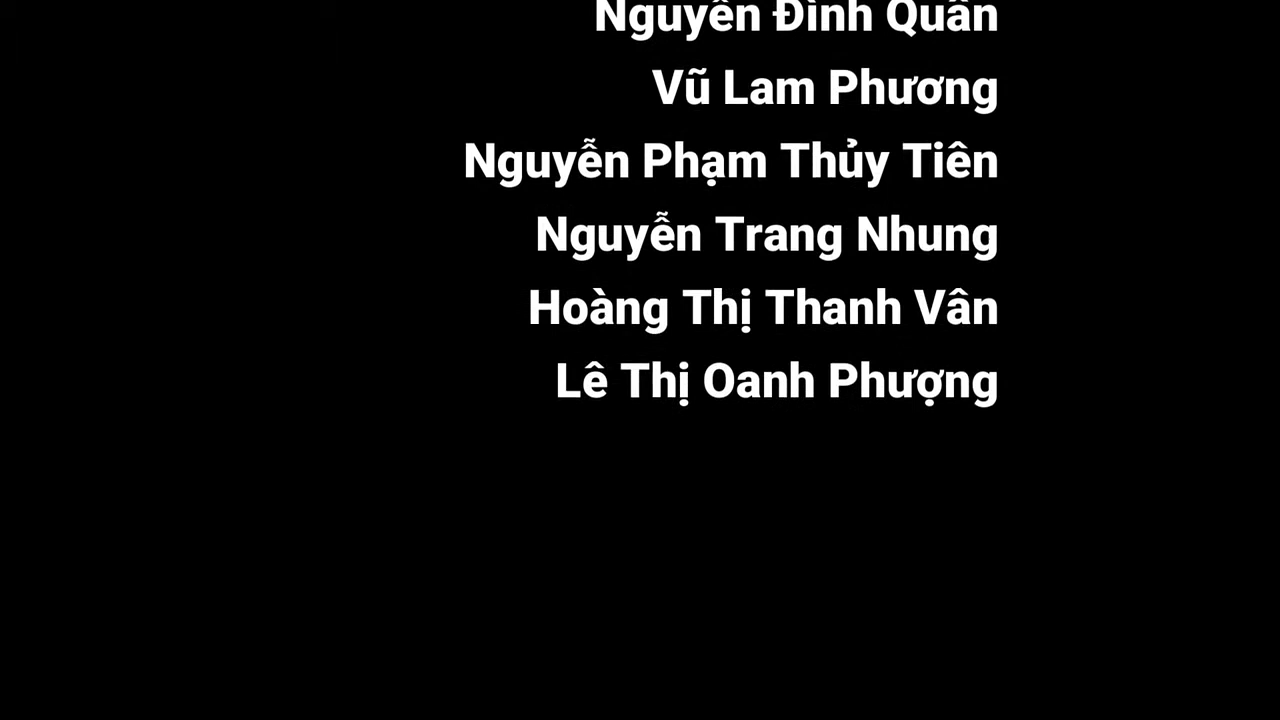 Nguyễn Đình Quân
Vũ Lam Phương
Nguyễn Phạm Thủy Tiên
Nguyễn Trang Nhung
Hoàng Thị Thanh Vân
Lê Thị Oanh Phượng